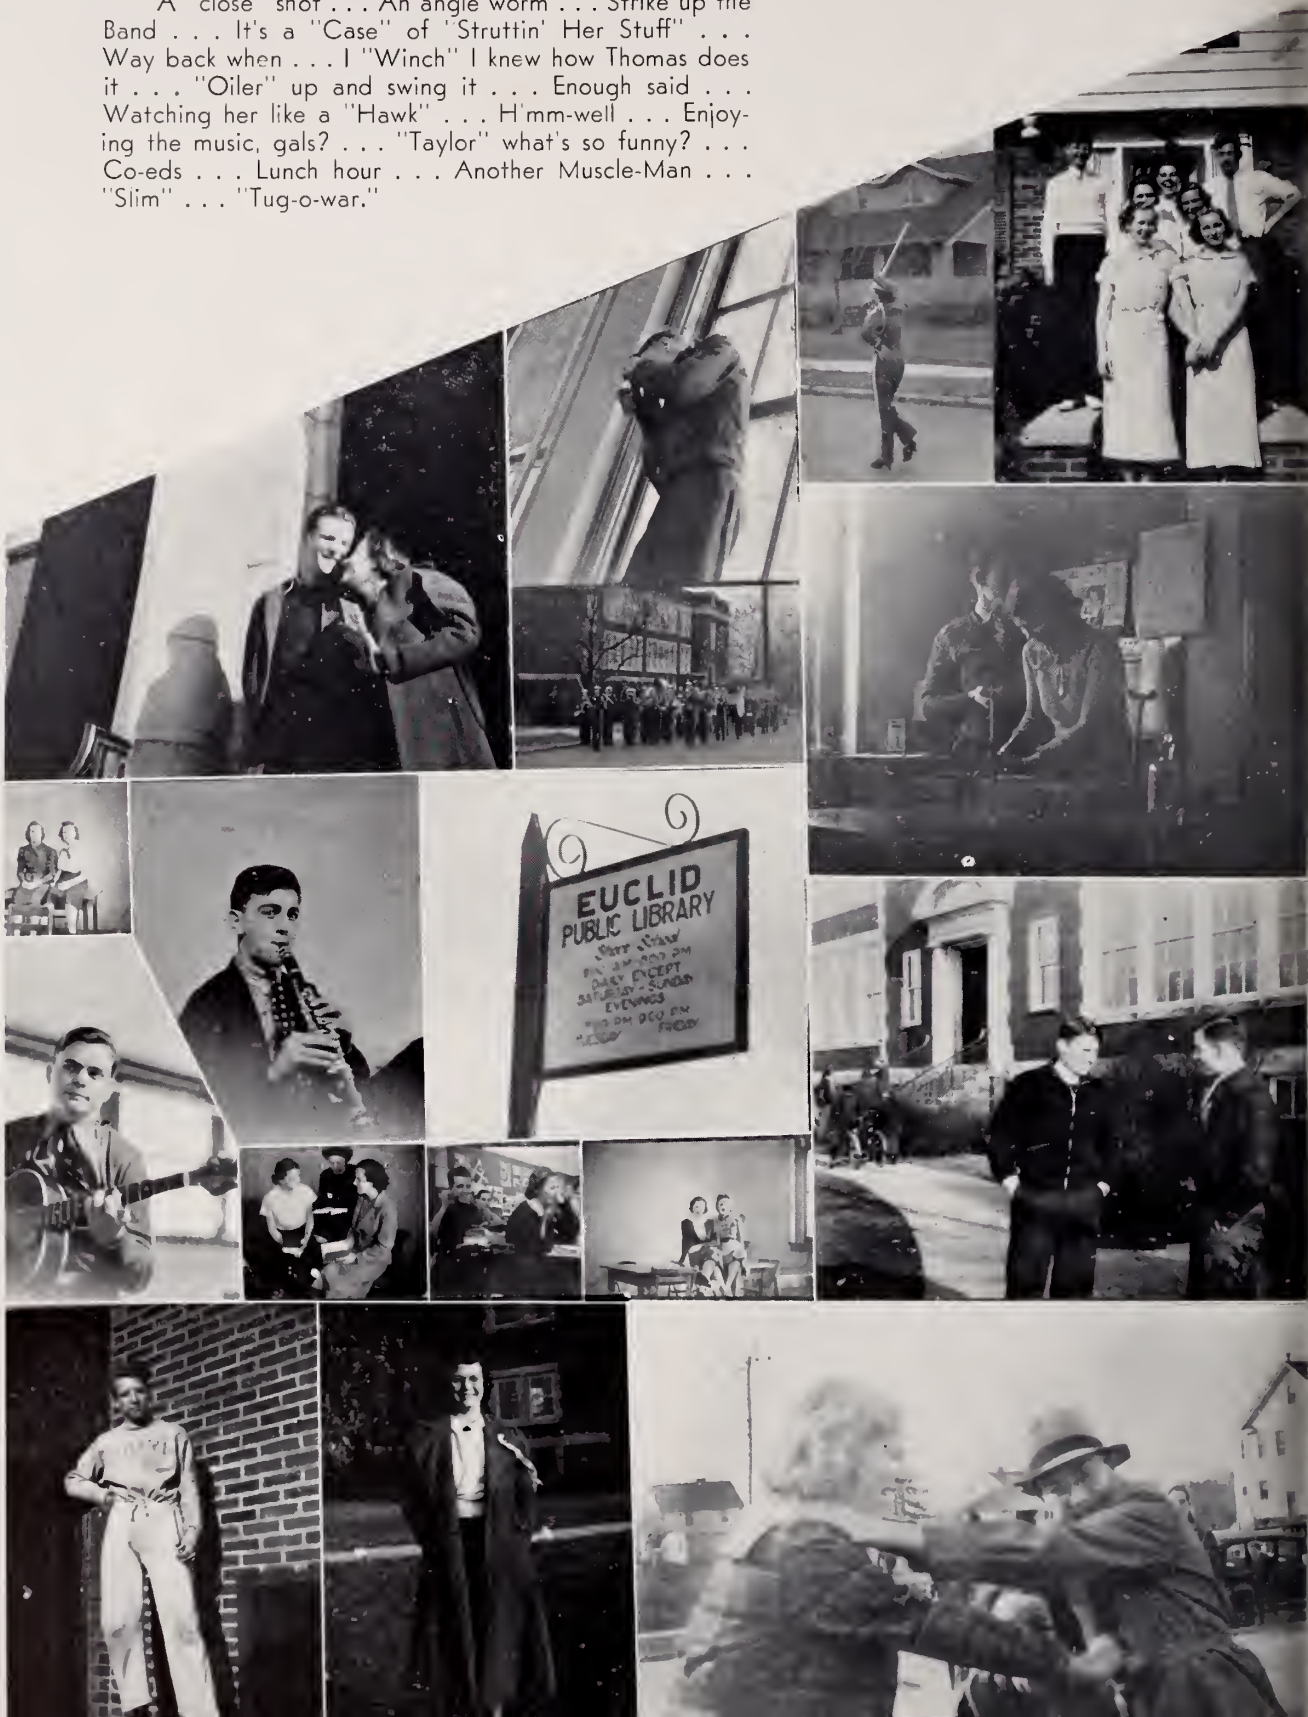 A "close" shot . . . An angle worm . . . Strike up the
Band . . . It's a "Case" of "Struttin' Her Stuff" . . .
Way back when . . . I "Winch" I knew how Thomas does
it . . . "Oiler" up and swing it . . . Enough said . . .
Watching her like a "Hawk" . . . H'mm-well . . . Enjoy-
ing the music, gals? . . . "Taylor" what's so funny? . . .
Co-eds . . . Lunch hour . . . Another Muscle-Man . . .
"Slim" . . . "Tug-o-war."
EUCLID
PUBLIC LIBRARY
DAILY EXCEPT
SATURDAY - SUNDAY
EVENINGS
FRIDAY